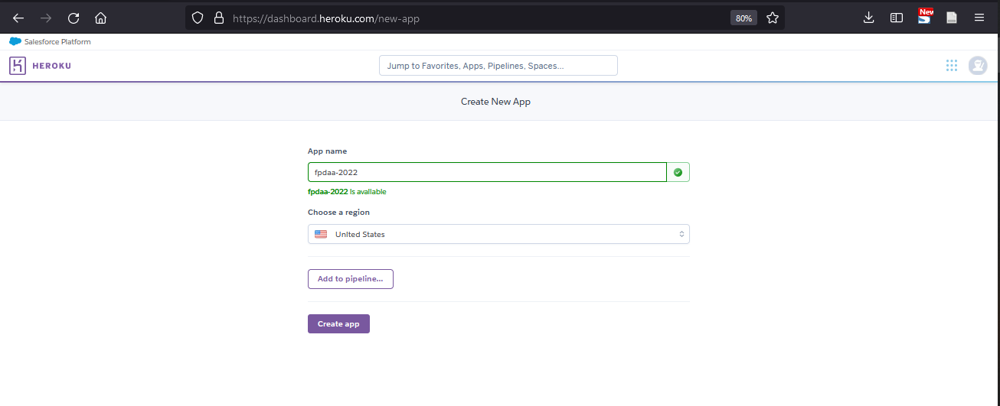 https://dashboard.heroku.com/new-app 80% New
Salesforce Platform
HEROKU Jump to Favorites, Apps, Pipelines, Spaces...
Create New App
App name
fpdaa-2022
fpdaa-2022 is available
Choose a region
United States
Add to pipeline...
Create app